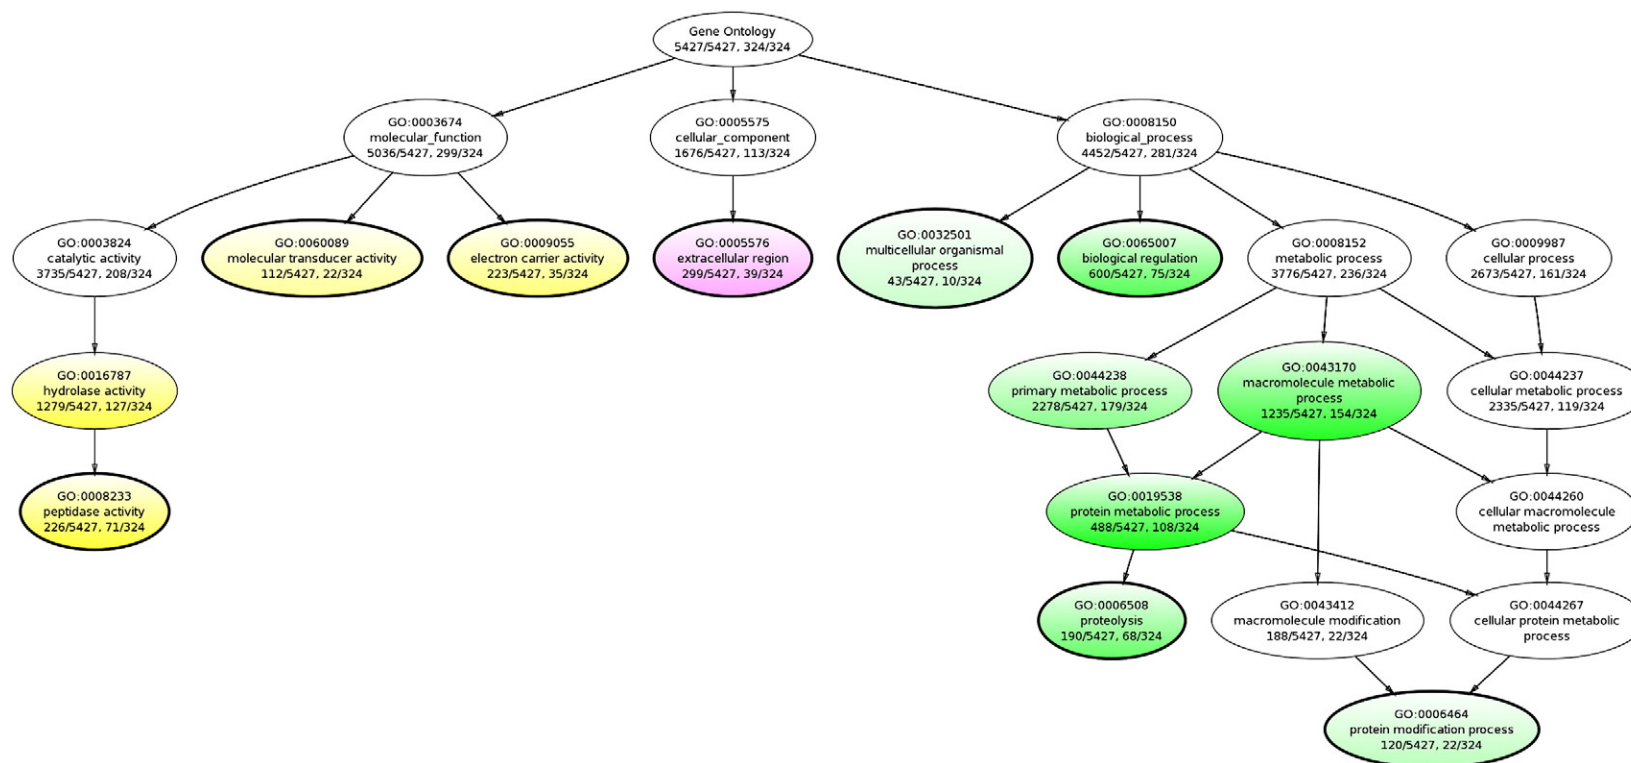 Gene Ontology
5427/5427, 324/324
GO:0003674
molecular_function
5036/5427, 299/324
GO:0005575
cellular_component
1676/5427, 113/324
GO:0008150
biological_process
4452/5427, 281/324
GO:0003824
catalytic activity
3735/5427, 208/324
GO:0060089
molecular transducer activity
112/5427, 22/324
GO:0009055
electron carrier activity
223/5427, 35/324
GO:0005576
extracellular region
299/5427, 39/324
GO:0032501
multicellular organismal
process
43/5427, 10/324
GO:0065007
biological regulation
600/5427, 75/324
GO:0008152
metabolic process
3776/5427, 236/324
GO:0009987
cellular process
2673/5427, 161/324
GO:0016787
hydrolase activity
1279/5427, 127/324
GO:0044238
primary metabolic process
2278/5427, 179/324
GO:0043170
macromolecule metabolic
process
1235/5427, 154/324
GO:0044237
cellular metabolic process
2335/5427, 119/324
GO:0008233
peptidase activity
226/5427, 71/324
GO:0019538
protein metabolic process
488/5427, 108/324
GO:0044260
cellular macromolecule
metabolic process
GO:0006508
proteolysis
190/5427, 68/324
GO:0043412
macromolecule modification
188/5427, 22/324
GO:0044267
cellular protein metabolic
process
GO:0006464
protein modification process
120/5427, 22/324